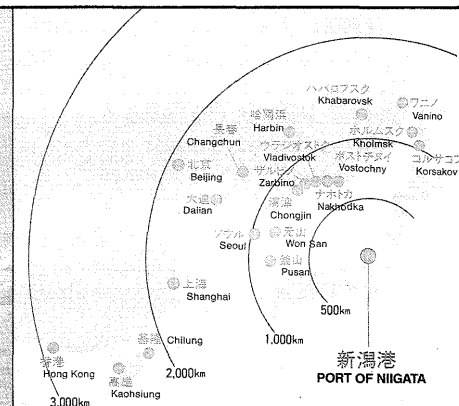 ハバロフスク
Khabarovsk
ワニノ
Vanino
哈爾浜
Harbin
ホルムスク
Kholmsk
コルサコフ
Korsakov
長春
Changchun
ウラジオストク
Vladivostok
ボストチヌイ
Vostochny
北京
Beijing
ザルビノ
Zarbino
ナホトカ
Nakhodka
大連
Dalian
清津
Chongjin
ソウル
Seoul
元山
Won San
釜山
Pusan
上海
Shanghai
500km
1,000km
基隆
Chilung
2,000km
香港
Hong Kong
高雄
Kaohsiung
3,000km
新潟港
PORT OF NIIGATA